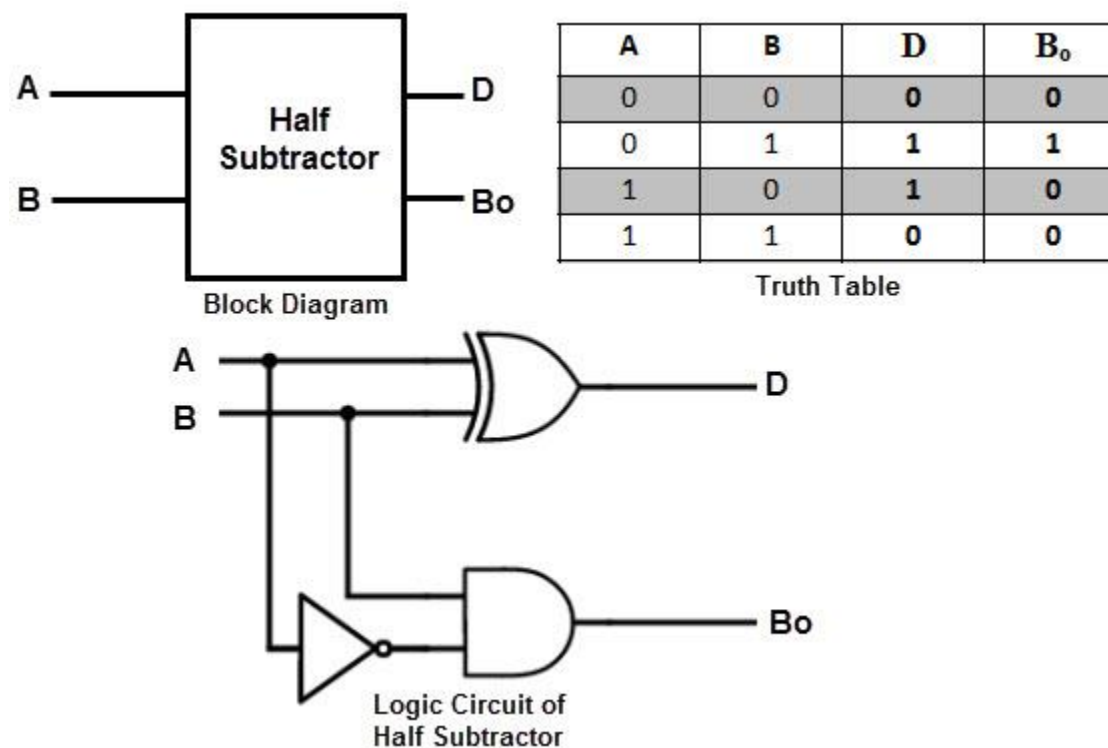 A
B
Half
Subtractor
D
Bo
Block Diagram
A B D Bₒ
0 0 0 0
0 1 1 1
1 0 1 0
1 1 0 0
Truth Table
A
B
D
Bo
Logic Circuit of
Half Subtractor